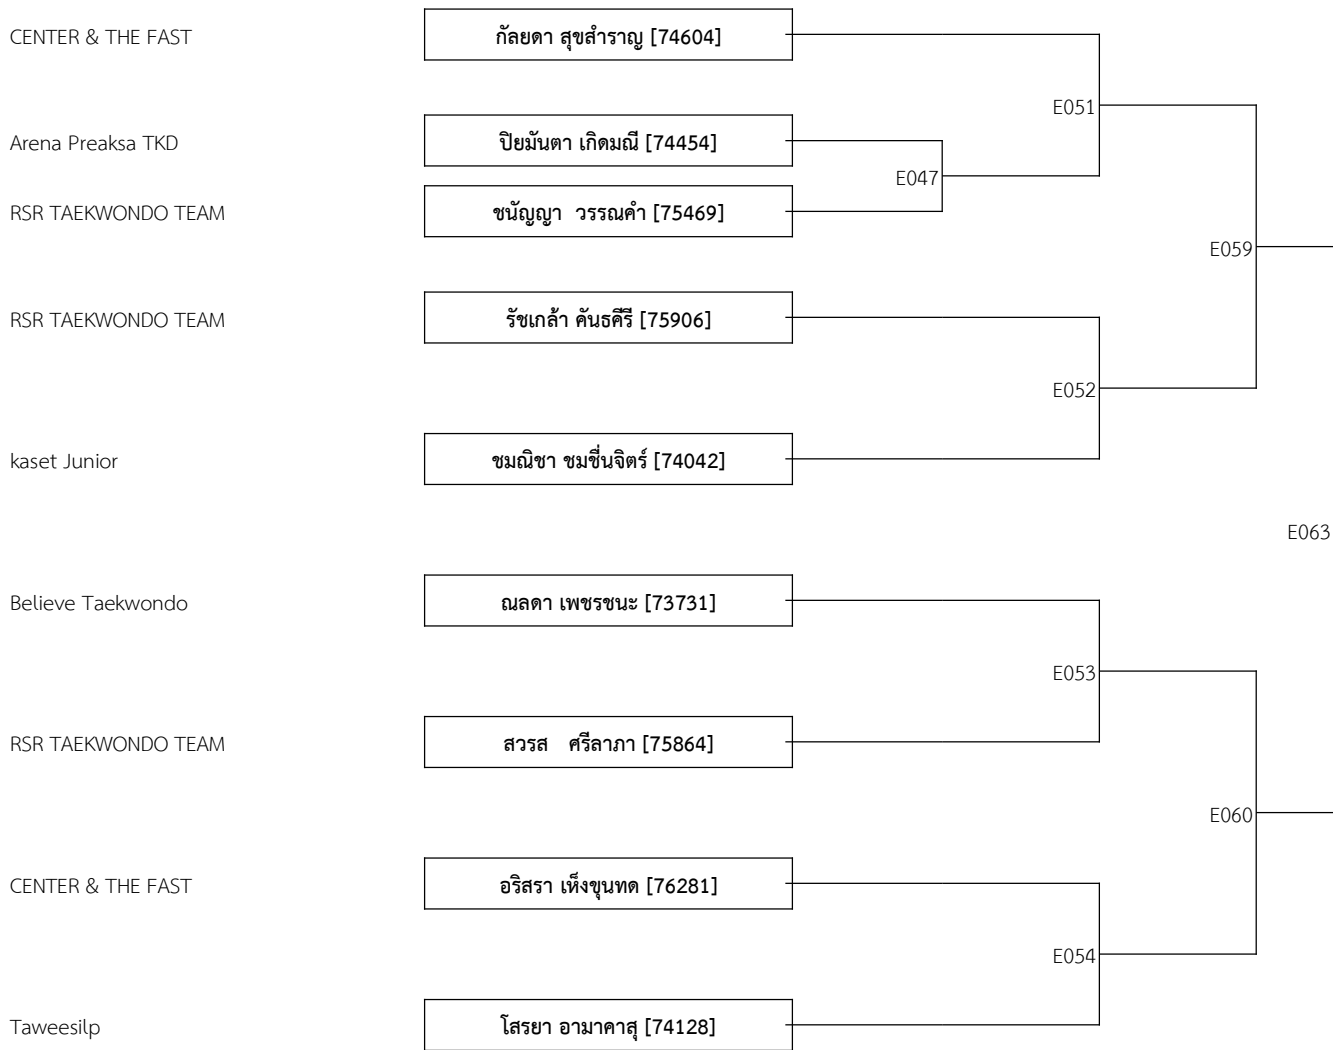 CENTER & THE FAST กัลยดา สุขสำราญ [74604]
E051
Arena Preaksa TKD ปิยมันตา เกิดมณี [74454]
E047
RSR TAEKWONDO TEAM ชนัญญา  วรรณคำ [75469]
E059
RSR TAEKWONDO TEAM รัชเกล้า คันธคีรี [75906]
E052
kaset Junior ชมณิชา ชมชื่นจิตร์ [74042]
E063
Believe Taekwondo ณลดา เพชรชนะ [73731]
E053
RSR TAEKWONDO TEAM สวรส   ศรีลาภา [75864]
E060
CENTER & THE FAST อริสรา เห็งขุนทด [76281]
E054
Taweesilp โสรยา อามาคาสุ [74128]